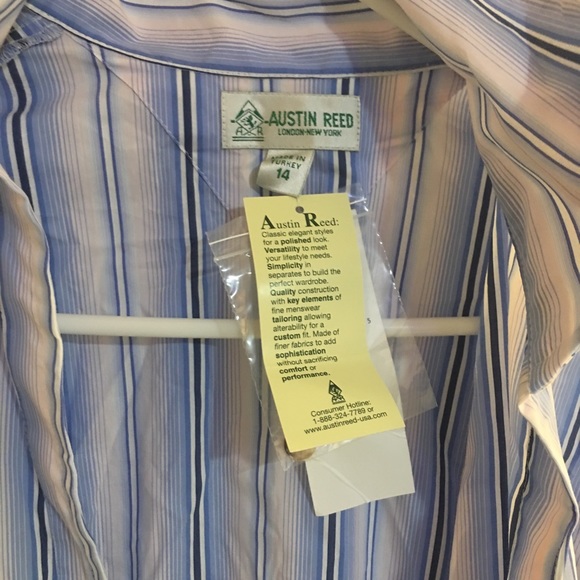 AUSTIN REED
LONDON·NEW YORK
MADE IN
TURKEY
14
Austin Reed:
Classic elegant styles
for a polished look.
Versatility to meet
your lifestyle needs.
Simplicity in
separates to build the
perfect wardrobe.
Quality construction
with key elements of
fine menswear
tailoring allowing
alterability for a
custom fit. Made of
finer fabrics to add
sophistication
without sacrificing
comfort or
performance.
Consumer Hotline:
1-888-324-7789 or
www.austinreed-usa.com